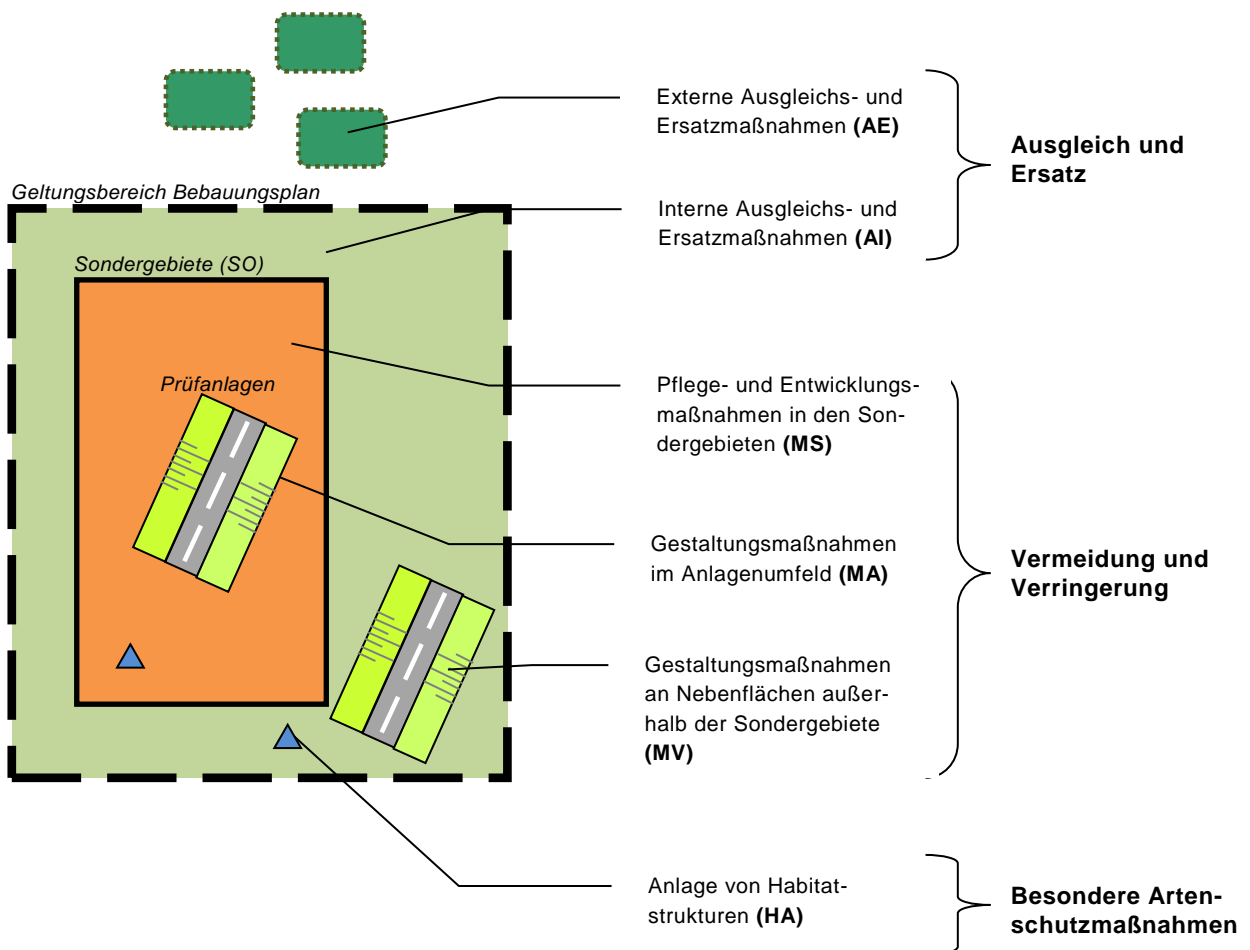 Externe Ausgleichs- und
Ersatzmaßnahmen (AE)
Ausgleich und
Ersatz
Geltungsbereich Bebauungsplan
Interne Ausgleichs- und
Ersatzmaßnahmen (AI)
Sondergebiete (SO)
Prüfanlagen
Pflege- und Entwicklungs-
maßnahmen in den Son-
dergebieten (MS)
Gestaltungsmaßnahmen
im Anlagenumfeld (MA)
Vermeidung und
Verringerung
Gestaltungsmaßnahmen
an Nebenflächen außer-
halb der Sondergebiete
(MV)
Anlage von Habitat-
strukturen (HA)
Besondere Arten-
schutzmaßnahmen